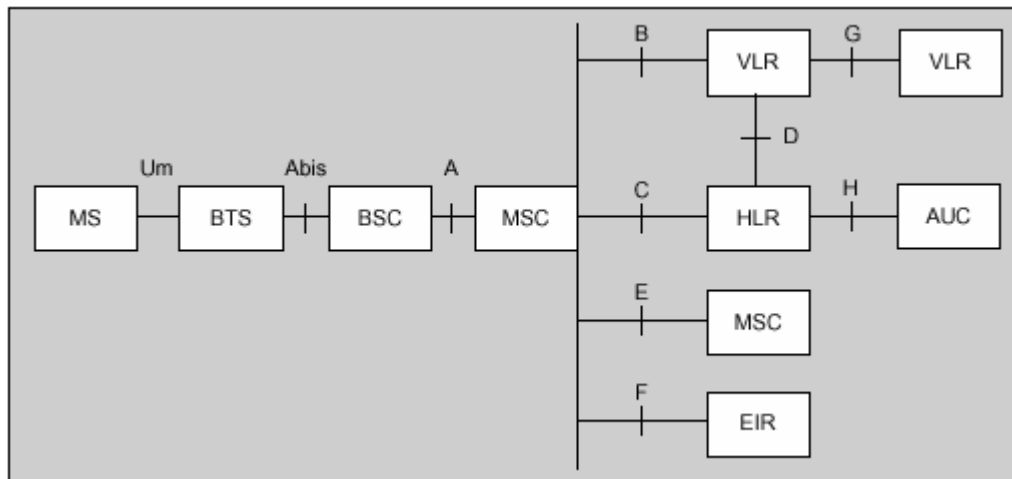 B G
VLR VLR
D
Um Abis A C H
MS BTS BSC MSC HLR AUC
E
MSC
F
EIR